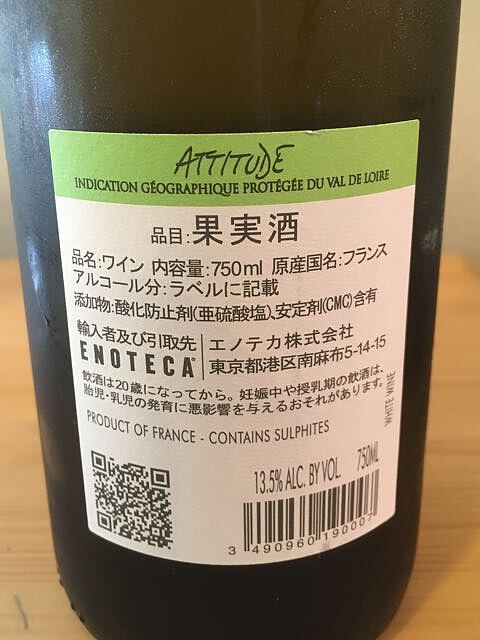 ATTITUDE
INDICATION GÉOGRAPHIQUE PROTÉGÉE DU VAL DE LOIRE
品目:果実酒
品名:ワイン 内容量:750ml 原産国名:フランス
アルコール分:ラベルに記載
添加物:酸化防止剤(亜硫酸塩)、安定剤(CMC)含有
輸入者及び引取先 エノテカ株式会社
ENOTECA® 東京都港区南麻布5-14-15
飲酒は20歳になってから。妊娠中や授乳期の飲酒は、
胎児・乳児の発育に悪影響を与えるおそれがあります。
WHITE WINE
PRODUCT OF FRANCE - CONTAINS SULPHITES
13.5% ALC. BY VOL. 750ML
3 490960 190007